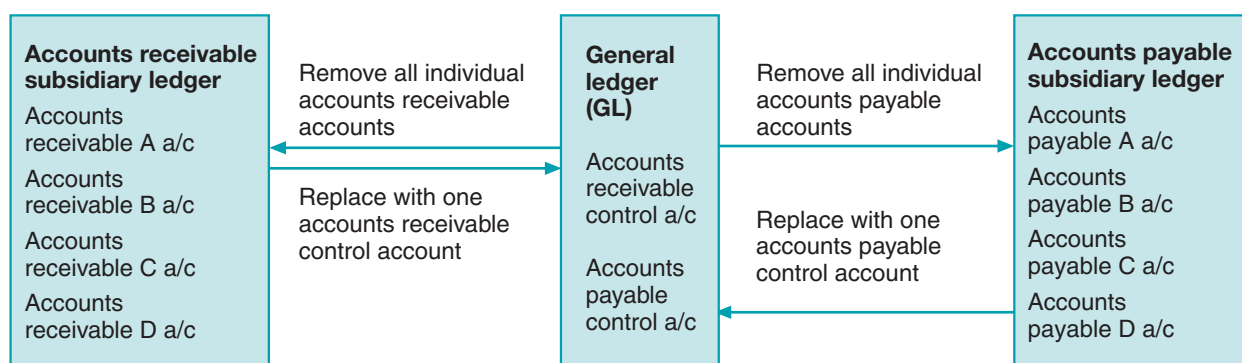 Accounts receivable
subsidiary ledger
Accounts
receivable A a/c
Accounts
receivable B a/c
Accounts
receivable C a/c
Accounts
receivable D a/c
Remove all individual
accounts receivable
accounts
Replace with one
accounts receivable
control account
General
ledger
(GL)
Accounts
receivable
control a/c
Accounts
payable
control a/c
Remove all individual
accounts payable
accounts
Replace with one
accounts payable
control account
Accounts payable
subsidiary ledger
Accounts
payable A a/c
Accounts
payable B a/c
Accounts
payable C a/c
Accounts
payable D a/c